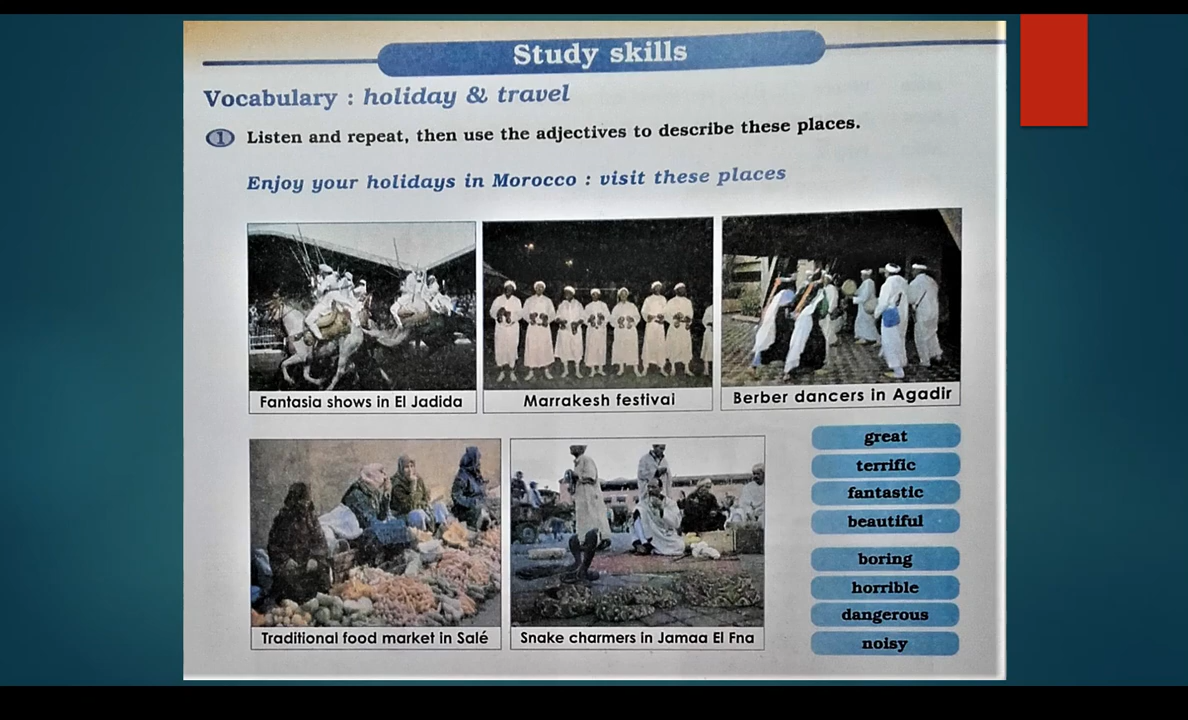 Study skills
Vocabulary : holiday & travel
1 Listen and repeat, then use the adjectives to describe these places.
Enjoy your holidays in Morocco : visit these places
Fantasia shows in El Jadida
Marrakesh festival
Berber dancers in Agadir
Traditional food market in Salé
Snake charmers in Jamaa El Fna
great
terrific
fantastic
beautiful
boring
horrible
dangerous
noisy